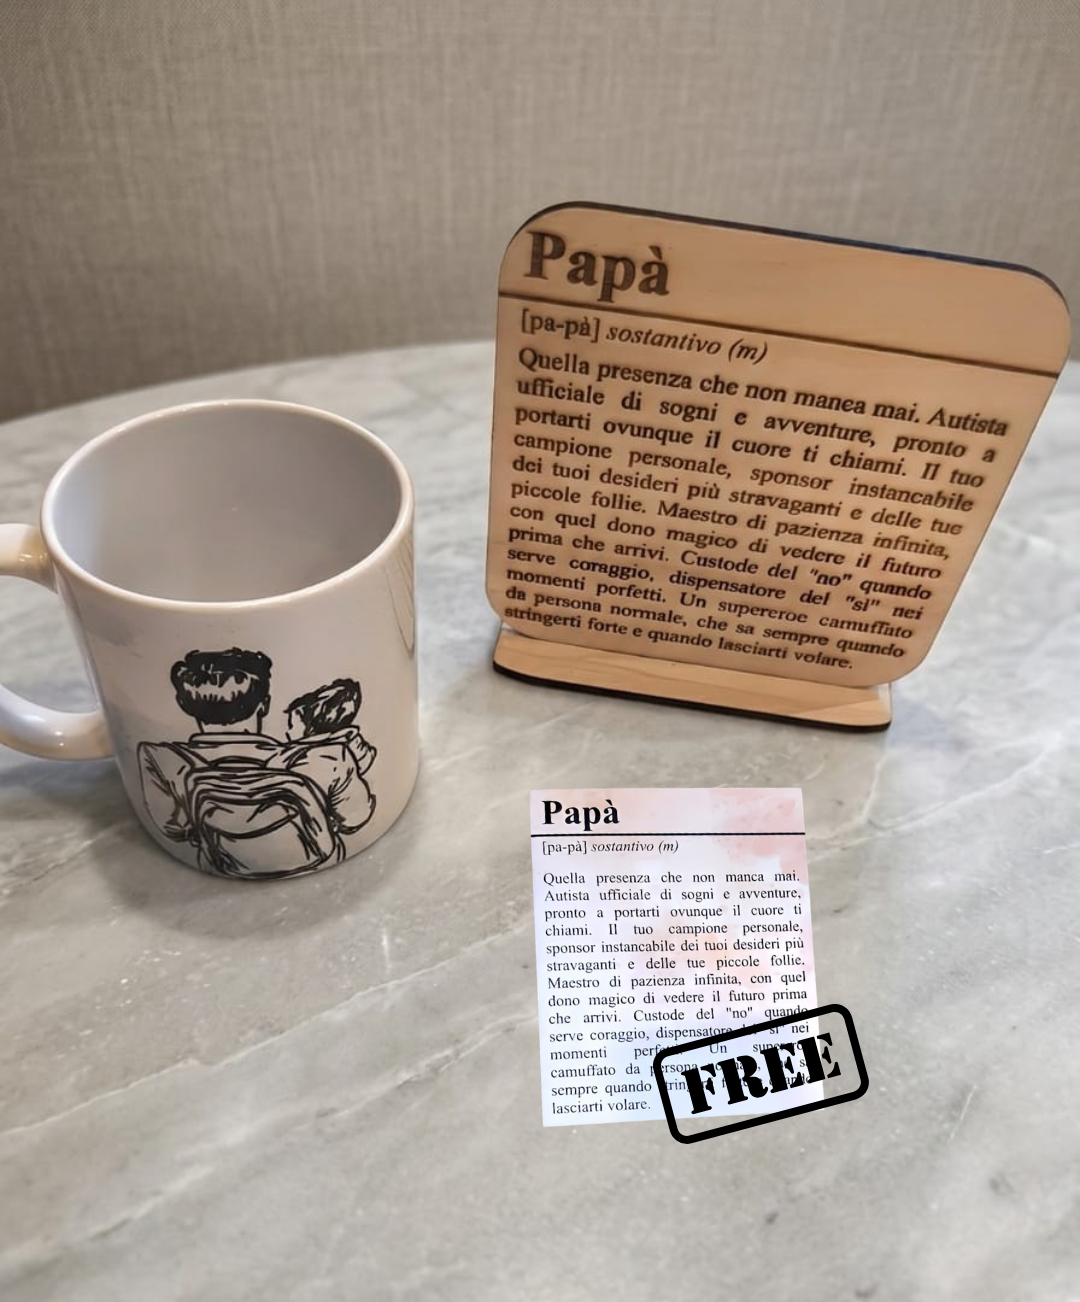 Papà
[pa-pà] sostantivo (m)
Quella presenza che non manca mai. Autista
ufficiale di sogni e avventure, pronto a
portarti ovunque il cuore ti chiami. Il tuo
campione personale, sponsor instancabile
dei tuoi desideri più stravaganti e delle tue
piccole follie. Maestro di pazienza infinita,
con quel dono magico di vedere il futuro
prima che arrivi. Custode del "no" quando
serve coraggio, dispensatore del "sì" nei
momenti porfetti. Un supereroe camuffato
da persona normale, che sa sempre quando
stringerti forte e quando lasciarti volare.
Papà
[pa-pà] sostantivo (m)
Quella presenza che non manca mai.
Autista ufficiale di sogni e avventure,
pronto a portarti ovunque il cuore ti
chiami. Il tuo campione personale,
sponsor instancabile dei tuoi desideri più
stravaganti e delle tue piccole follie.
Maestro di pazienza infinita, con quel
dono magico di vedere il futuro prima
che arrivi. Custode del "no" quando
serve coraggio, dispensatore nei
momenti Un
camuffato da
sempre quando
lasciarti volare.
FREE